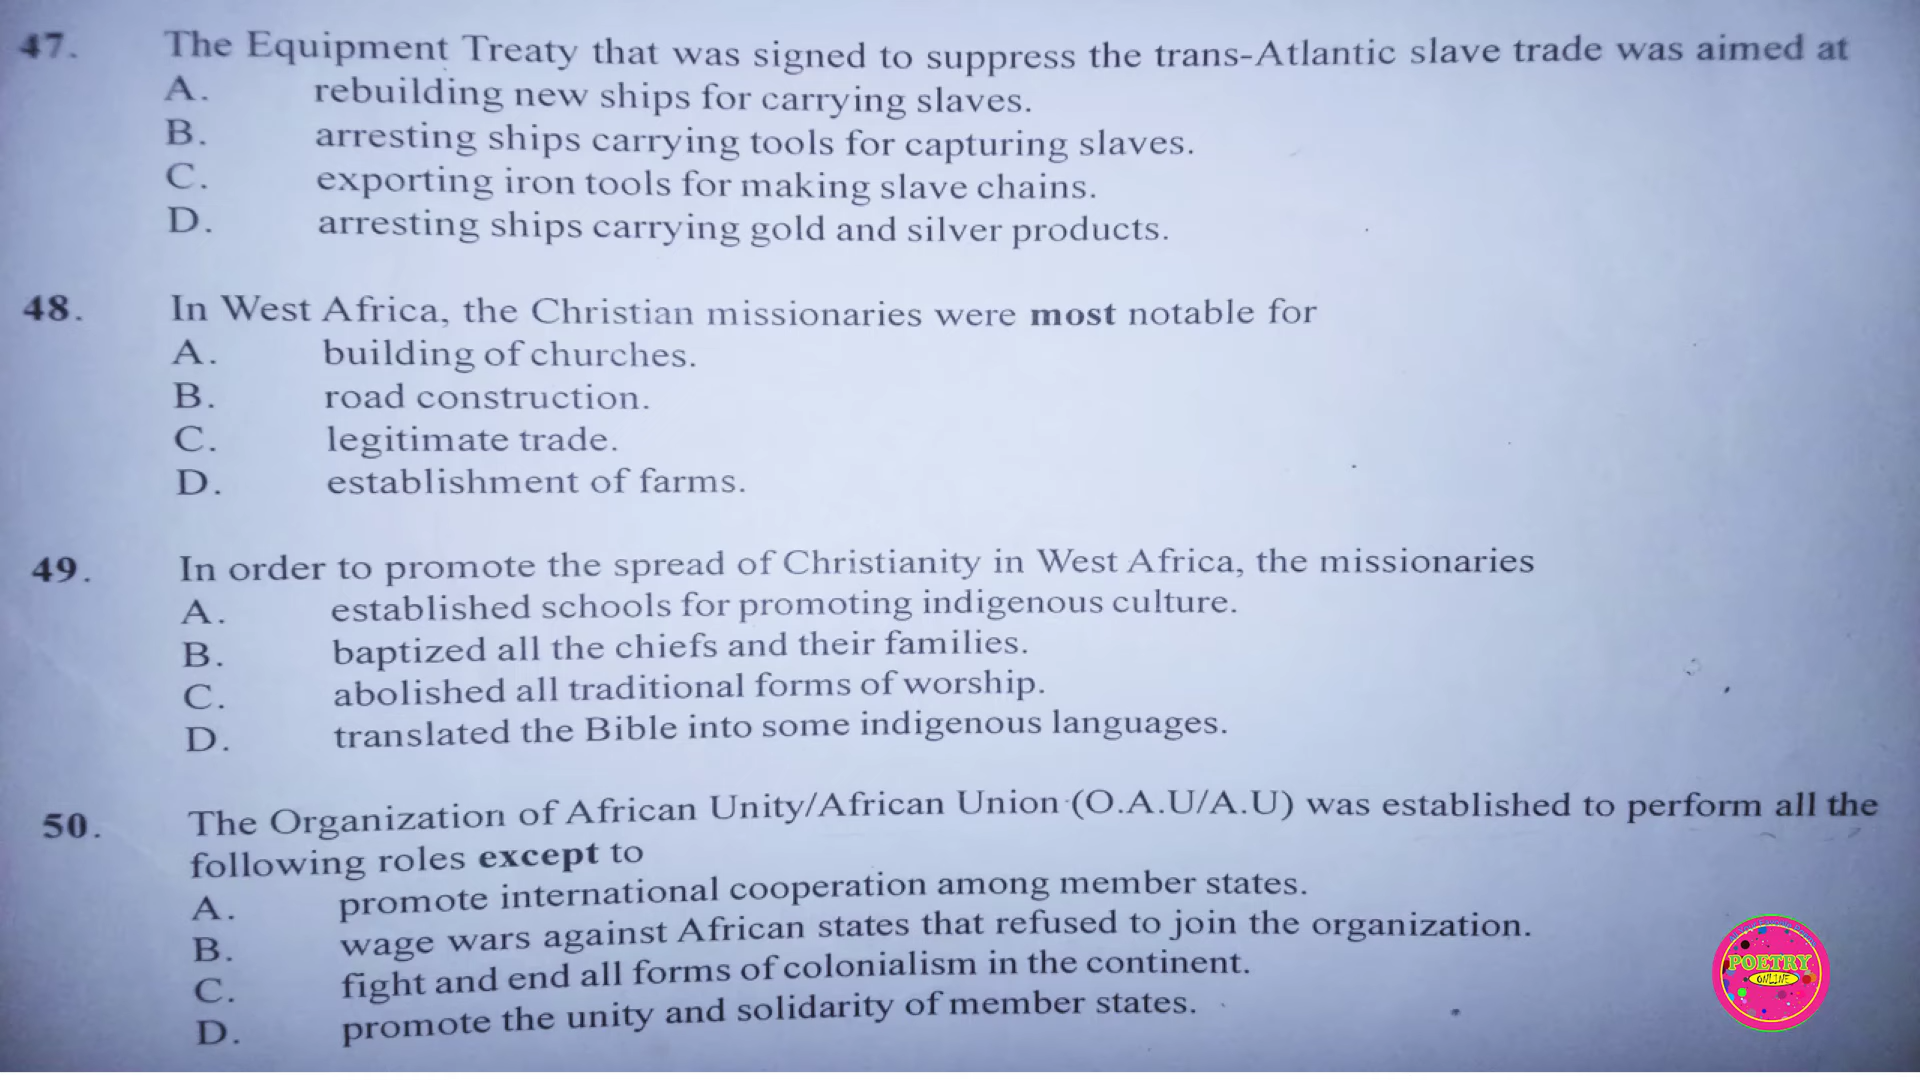 47. The Equipment Treaty that was signed to suppress the trans-Atlantic slave trade was aimed at
A. rebuilding new ships for carrying slaves.
B. arresting ships carrying tools for capturing slaves.
C. exporting iron tools for making slave chains.
D. arresting ships carrying gold and silver products.
48. In West Africa, the Christian missionaries were most notable for
A. building of churches.
B. road construction.
C. legitimate trade.
D. establishment of farms.
49. In order to promote the spread of Christianity in West Africa, the missionaries
A. established schools for promoting indigenous culture.
B. baptized all the chiefs and their families.
C. abolished all traditional forms of worship.
D. translated the Bible into some indigenous languages.
50. The Organization of African Unity/African Union (O.A.U/A.U) was established to perform all the
following roles except to
A. promote international cooperation among member states.
B. wage wars against African states that refused to join the organization.
C. fight and end all forms of colonialism in the continent.
D. promote the unity and solidarity of member states.
POETRY
ONLINE